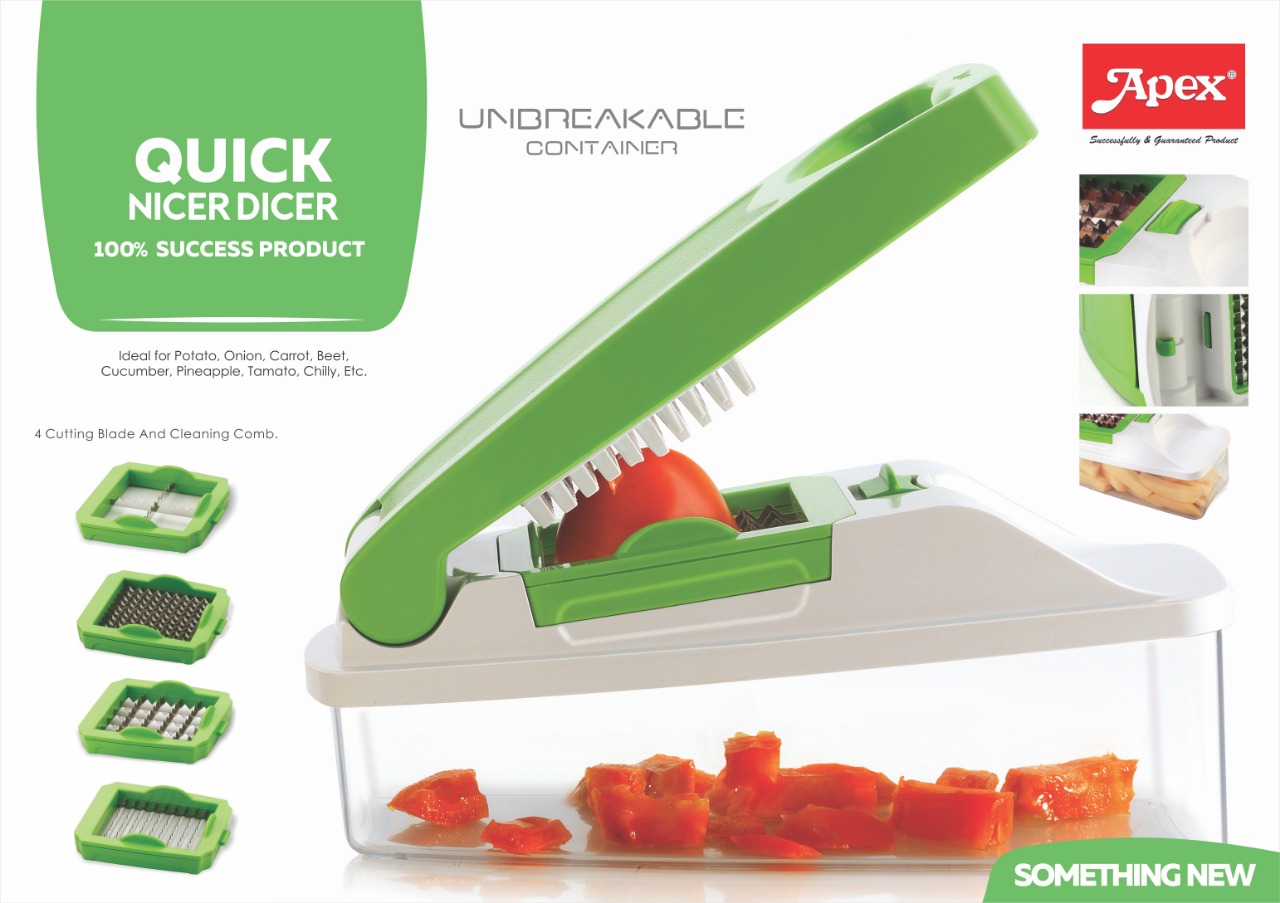 QUICK
NICER DICER
100% SUCCESS PRODUCT
UNBREAKABLE
CONTAINER
Apex®
Successfully & Guaranteed Product
Ideal for Potato, Onion, Carrot, Beet,
Cucumber, Pineapple, Tamato, Chilly, Etc.
4 Cutting Blade And Cleaning Comb.
SOMETHING NEW